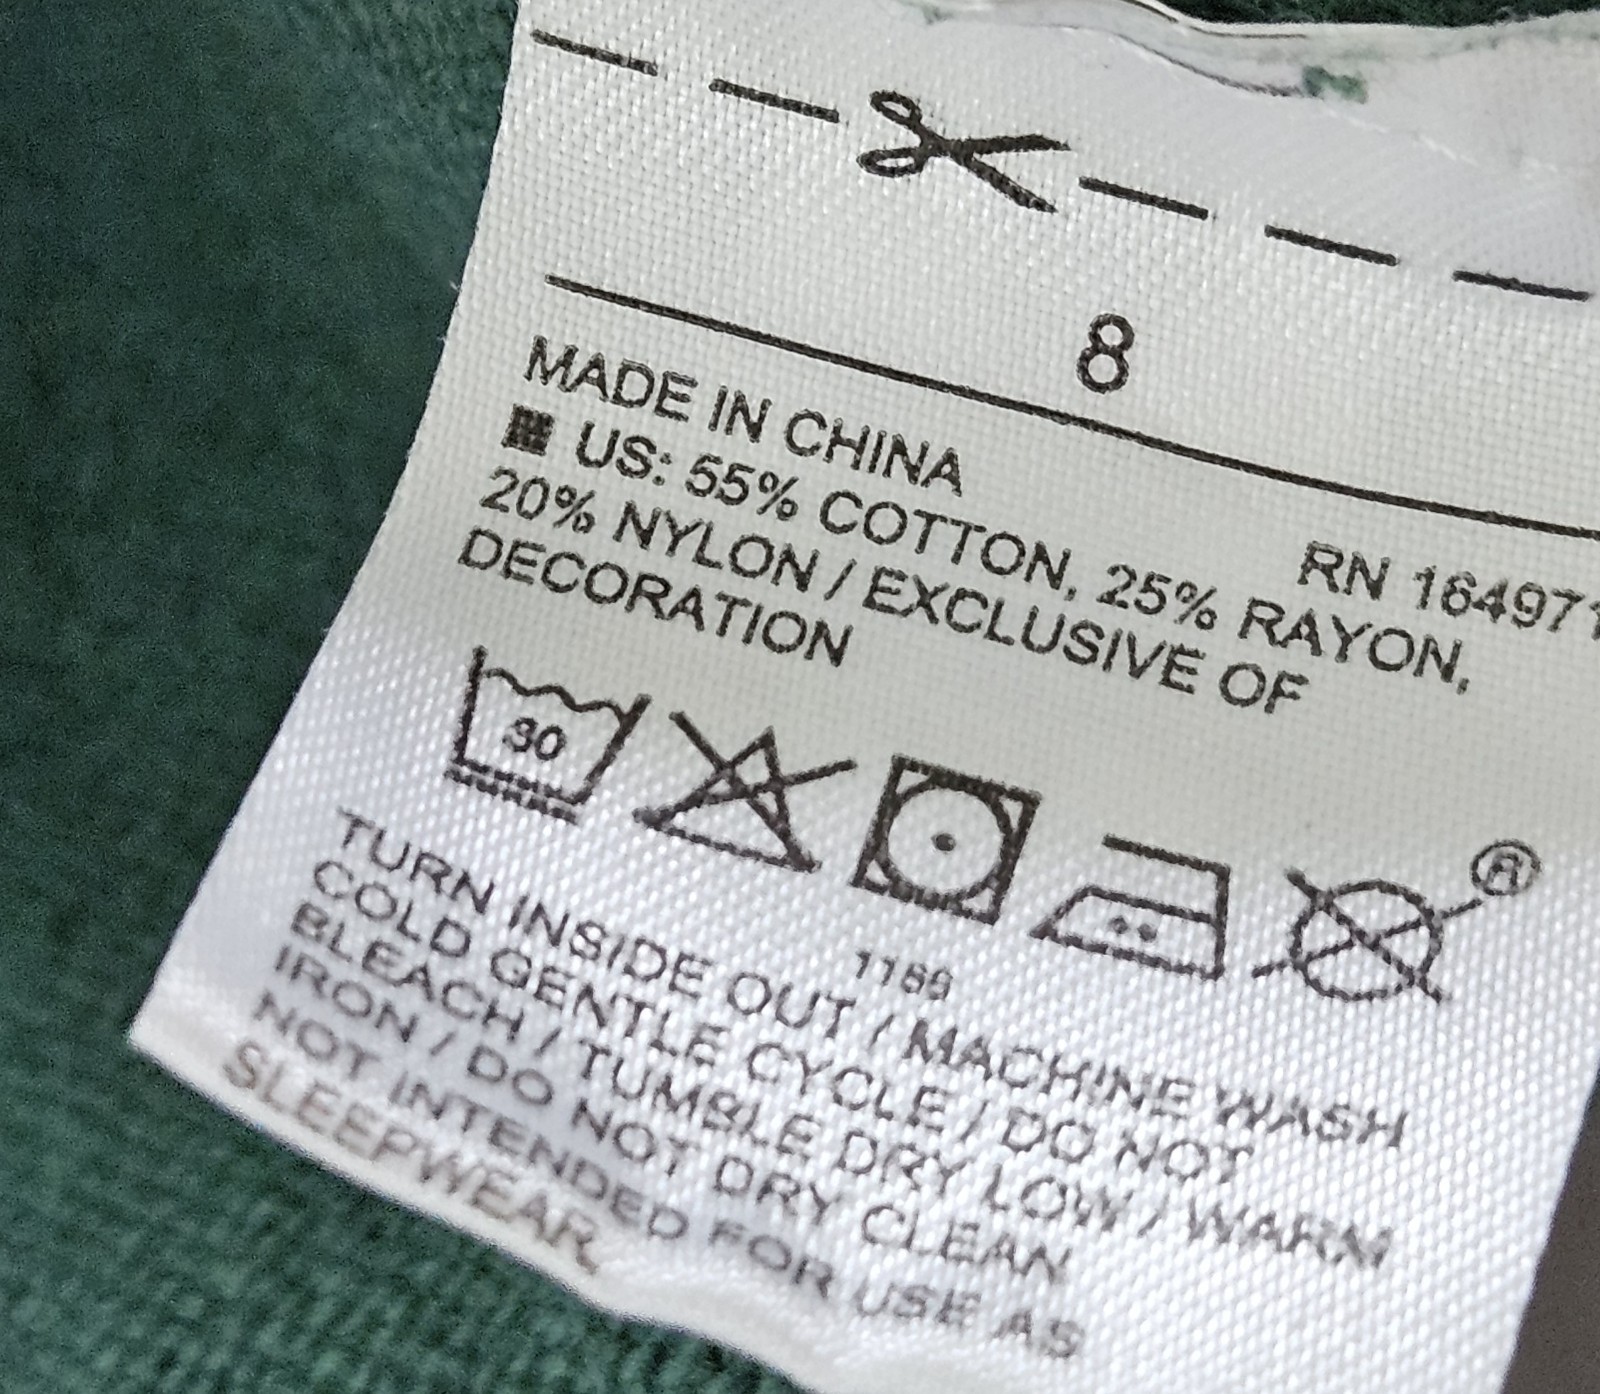 8
MADE IN CHINA
RN 164971
US: 55% COTTON, 25% RAYON,
20% NYLON / EXCLUSIVE OF
DECORATION
30
®
1169
TURN INSIDE OUT / MACHINE WASH
COLD GENTLE CYCLE / DO NOT
BLEACH / TUMBLE DRY LOW / WARM
IRON / DO NOT DRY CLEAN
NOT INTENDED FOR USE AS
SLEEPWEAR